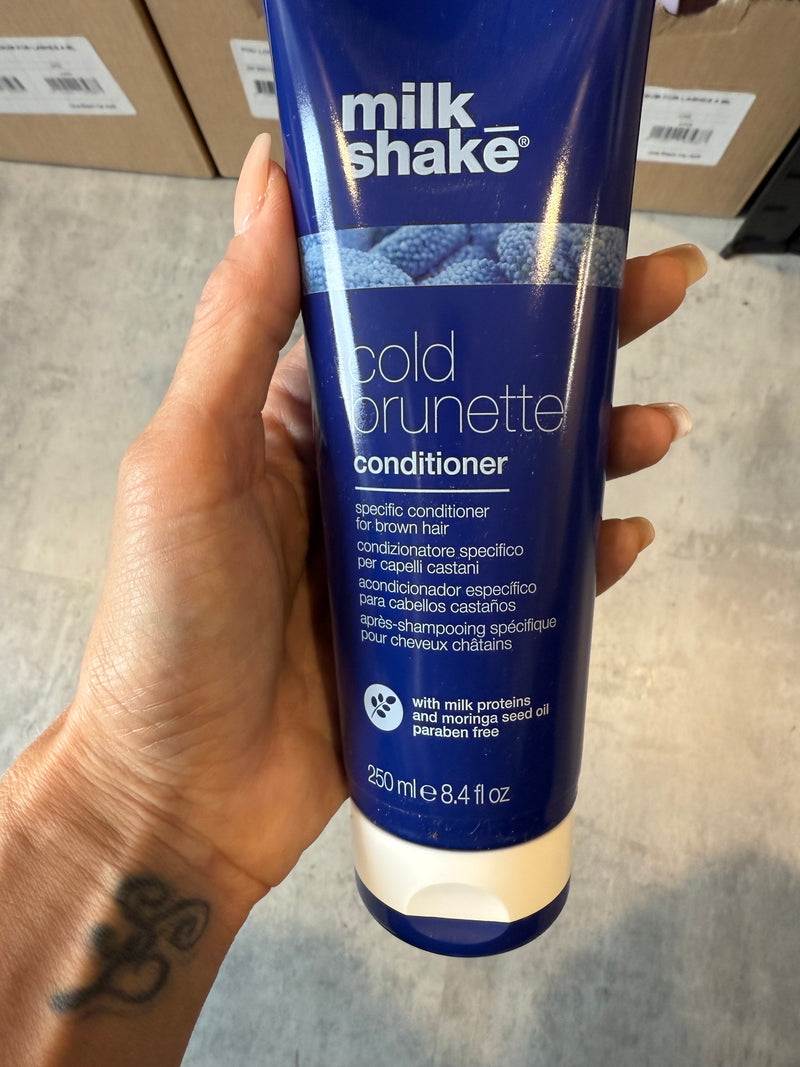 milk
shake®
cold
brunette
conditioner
specific conditioner
for brown hair
condizionatore specifico
per capelli castani
acondicionador específico
para cabellos castaños
après-shampooing spécifique
pour cheveux châtains
with milk proteins
and moringa seed oil
paraben free
250 ml e 8.4 fl oz